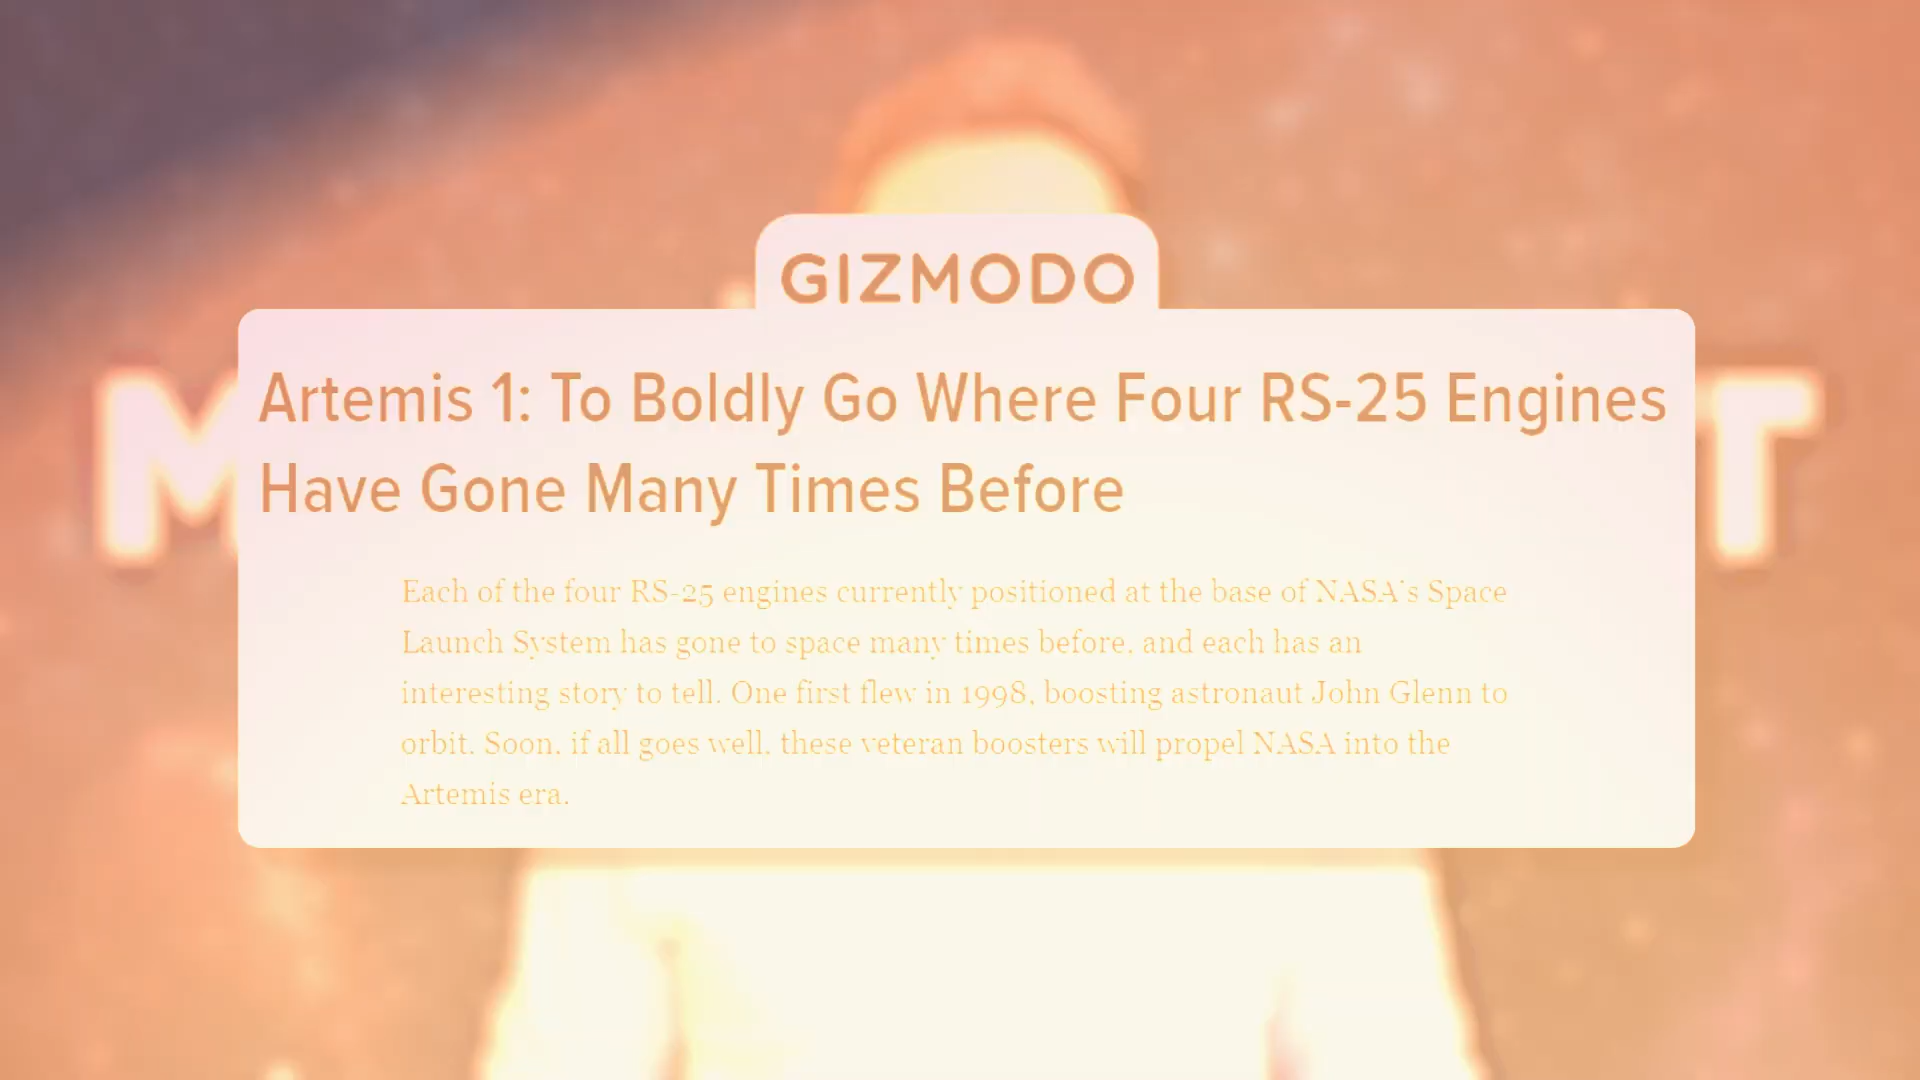 GIZMODO
Artemis 1: To Boldly Go Where Four RS-25 Engines
Have Gone Many Times Before
Each of the four RS-25 engines currently positioned at the base of NASA's Space
Launch System has gone to space many times before, and each has an
interesting story to tell. One first flew in 1998, boosting astronaut John Glenn to
orbit. Soon, if all goes well, these veteran boosters will propel NASA into the
Artemis era.